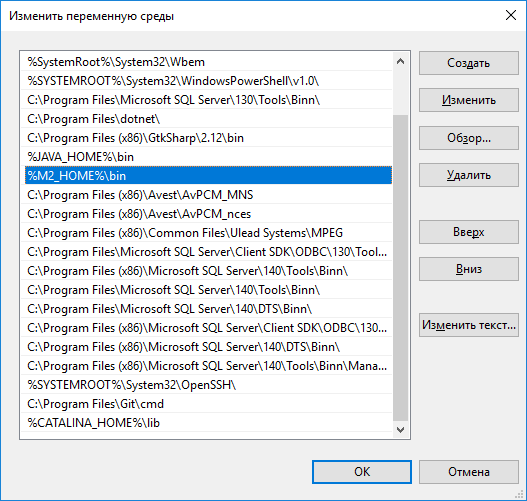 Изменить переменную среды
%SystemRoot%\System32\Wbem
%SYSTEMROOT%\System32\WindowsPowerShell\v1.0\
C:\Program Files\Microsoft SQL Server\130\Tools\Binn\
C:\Program Files\dotnet\
C:\Program Files (x86)\GtkSharp\2.12\bin
%JAVA_HOME%\bin
%M2_HOME%\bin
C:\Program Files (x86)\Avest\AvPCM_MNS
C:\Program Files (x86)\Avest\AvPCM_nces
C:\Program Files (x86)\Common Files\Ulead Systems\MPEG
C:\Program Files\Microsoft SQL Server\Client SDK\ODBC\130\Tool...
C:\Program Files (x86)\Microsoft SQL Server\140\Tools\Binn\
C:\Program Files\Microsoft SQL Server\140\Tools\Binn\
C:\Program Files\Microsoft SQL Server\140\DTS\Binn\
C:\Program Files (x86)\Microsoft SQL Server\Client SDK\ODBC\130...
C:\Program Files (x86)\Microsoft SQL Server\140\DTS\Binn\
C:\Program Files (x86)\Microsoft SQL Server\140\Tools\Binn\Mana...
%SYSTEMROOT%\System32\OpenSSH\
C:\Program Files\Git\cmd
%CATALINA_HOME%\lib
Создать
Изменить
Обзор...
Удалить
Вверх
Вниз
Изменить текст...
OK
Отмена